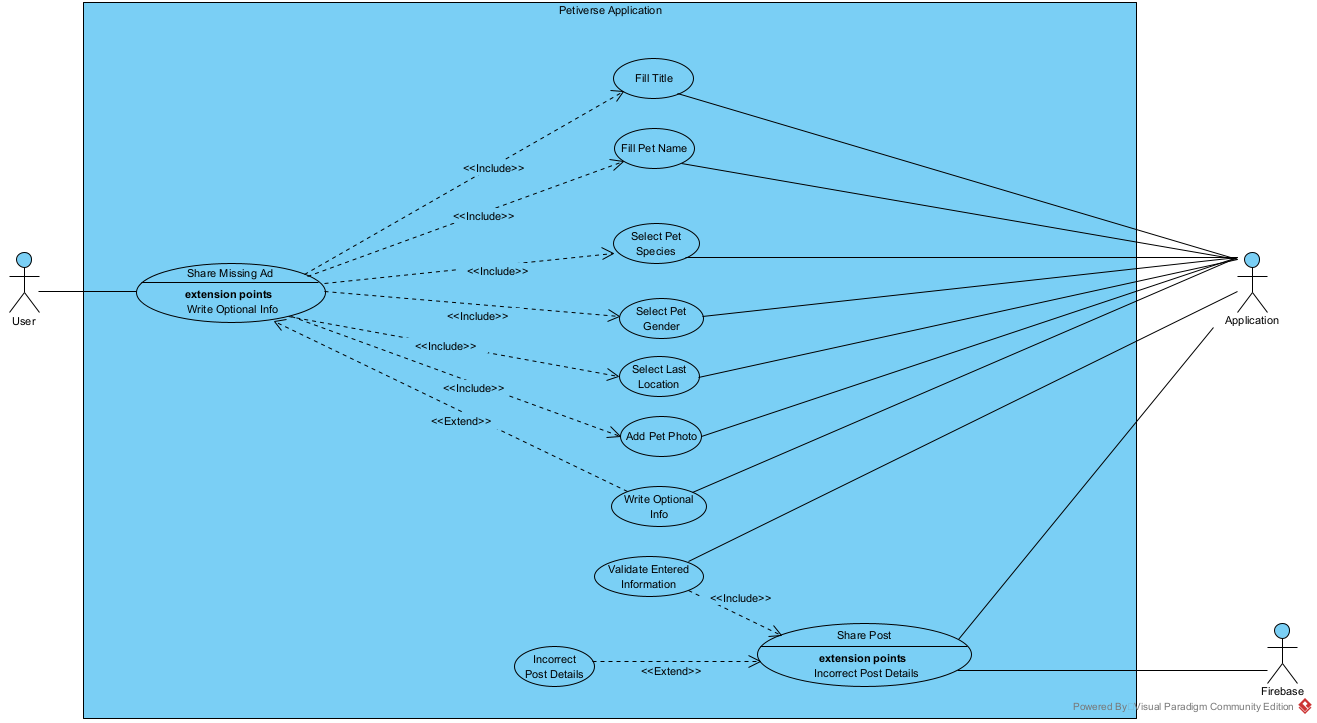 Petiverse Application
Fill Title
<<Include>>
Fill Pet Name
<<Include>>
Select Pet
Species
<<Include>>
Share Missing Ad
extension points
Write Optional Info
User
Select Pet
Gender
<<Include>>
Application
<<Include>>
Select Last
Location
<<Include>>
<<Extend>>
Add Pet Photo
Write Optional
Info
Validate Entered
Information
<<Include>>
Share Post
extension points
Incorrect Post Details
Incorrect
Post Details
<<Extend>>
Firebase
Powered By Visual Paradigm Community Edition